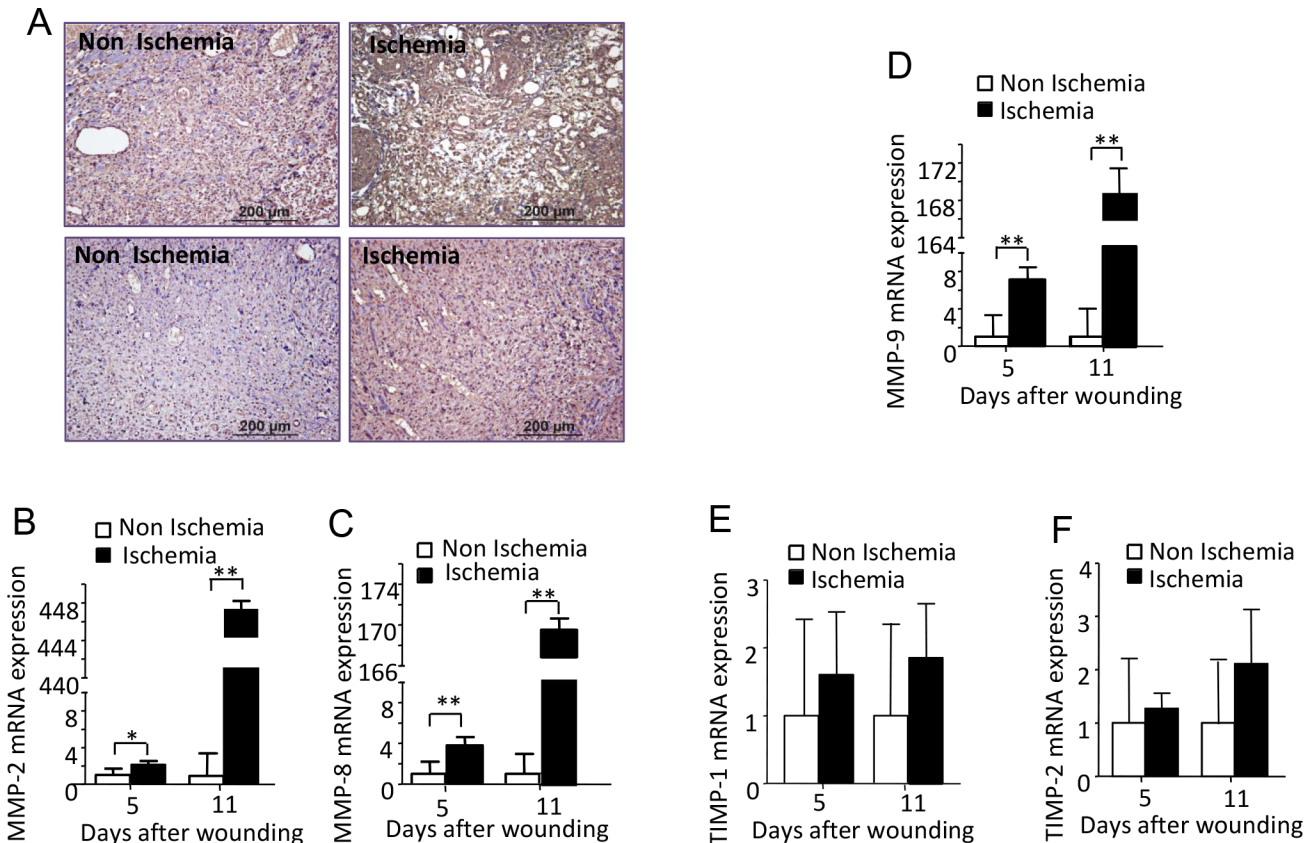 A
Non Ischemia
Ischemia
200 µm
200 µm
Non Ischemia
Ischemia
200 µm
200 µm
D
Non Ischemia
Ischemia
MMP-9 mRNA expression
172
168
164
8
4
0
**
**
5
11
Days after wounding
B
Non Ischemia
Ischemia
MMP-2 mRNA expression
448
444
440
8
4
0
*
**
5
11
Days after wounding
C
Non Ischemia
Ischemia
MMP-8 mRNA expression
174
170
166
8
4
0
**
**
5
11
Days after wounding
E
Non Ischemia
Ischemia
TIMP-1 mRNA expression
3
2
1
0
5
11
Days after wounding
F
Non Ischemia
Ischemia
TIMP-2 mRNA expression
4
3
2
1
0
5
11
Days after wounding